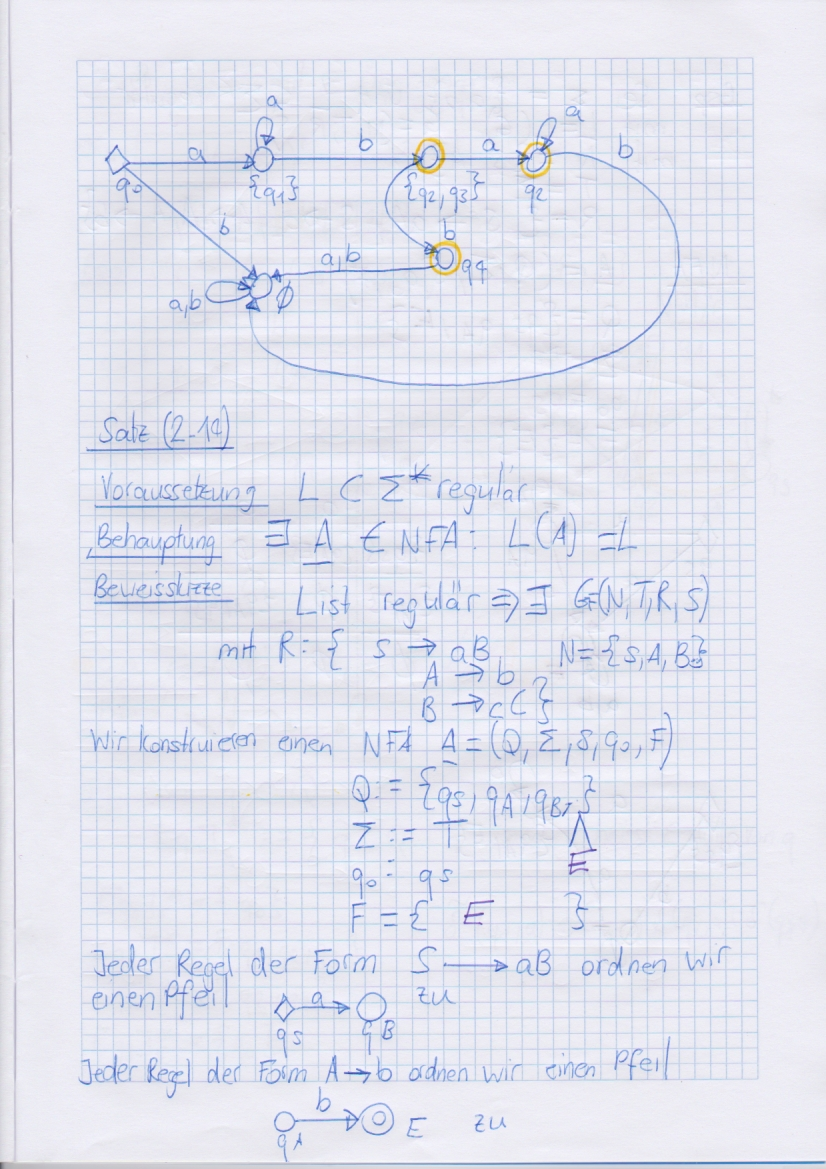 a
a
a
b
a
b
q0
{q1}
{q2, q3}
q2
b
b
a,b
q4
a,b
∅
Satz (2-14)
Voraussetzung L ⊂ Σ* regulär
Behauptung ∃ A ∈ NFA: L(A) = L
Beweisskizze L ist regulär ⇒ ∃ G=(N,T,R,S)
mit R = { S → aB N = {S, A, B}
A → b
B → cC }
Wir konstruieren einen NFA A = (Q, Σ, δ, q0, F)
Q := {qS, qA, qB, }
Σ := T
E
q0 = qS
F = { E }
Jeder Regel der Form S → aB ordnen wir
einen Pfeil a zu
qS qB
Jeder Regel der Form A → b ordnen wir einen Pfeil
b
qA E zu